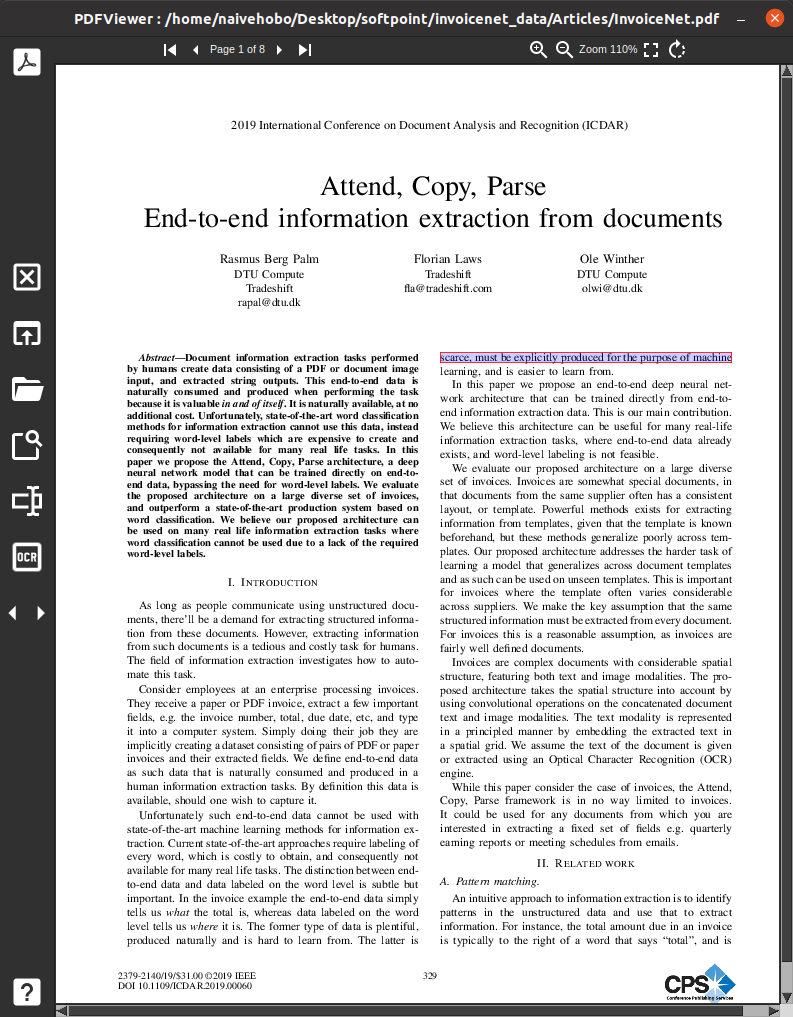 PDFViewer : /home/naivehobo/Desktop/softpoint/invoicenet_data/Articles/InvoiceNet.pdf
Page 1 of 8
Zoom 110%
OCR
?
2019 International Conference on Document Analysis and Recognition (ICDAR)
Attend, Copy, Parse
End-to-end information extraction from documents
Rasmus Berg Palm
DTU Compute
Tradeshift
rapal@dtu.dk
Florian Laws
Tradeshift
fla@tradeshift.com
Ole Winther
DTU Compute
olwi@dtu.dk
Abstract—Document information extraction tasks performed
by humans create data consisting of a PDF or document image
input, and extracted string outputs. This end-to-end data is
naturally consumed and produced when performing the task
because it is valuable in and of itself. It is naturally available, at no
additional cost. Unfortunately, state-of-the-art word classification
methods for information extraction cannot use this data, instead
requiring word-level labels which are expensive to create and
consequently not available for many real life tasks. In this
paper we propose the Attend, Copy, Parse architecture, a deep
neural network model that can be trained directly on end-to-
end data, bypassing the need for word-level labels. We evaluate
the proposed architecture on a large diverse set of invoices,
and outperform a state-of-the-art production system based on
word classification. We believe our proposed architecture can
be used on many real life information extraction tasks where
word classification cannot be used due to a lack of the required
word-level labels.
I. INTRODUCTION
As long as people communicate using unstructured docu-
ments, there'll be a demand for extracting structured informa-
tion from these documents. However, extracting information
from such documents is a tedious and costly task for humans.
The field of information extraction investigates how to auto-
mate this task.
Consider employees at an enterprise processing invoices.
They receive a paper or PDF invoice, extract a few important
fields, e.g. the invoice number, total, due date, etc, and type
it into a computer system. Simply doing their job they are
implicitly creating a dataset consisting of pairs of PDF or paper
invoices and their extracted fields. We define end-to-end data
as such data that is naturally consumed and produced in a
human information extraction tasks. By definition this data is
available, should one wish to capture it.
Unfortunately such end-to-end data cannot be used with
state-of-the-art machine learning methods for information ex-
traction. Current state-of-the-art approaches require labeling of
every word, which is costly to obtain, and consequently not
available for many real life tasks. The distinction between end-
to-end data and data labeled on the word level is subtle but
important. In the invoice example the end-to-end data simply
tells us what the total is, whereas data labeled on the word
level tells us where it is. The former type of data is plentiful,
produced naturally and is hard to learn from. The latter is
scarce, must be explicitly produced for the purpose of machine
learning, and is easier to learn from.
In this paper we propose an end-to-end deep neural net-
work architecture that can be trained directly from end-to-
end information extraction data. This is our main contribution.
We believe this architecture can be useful for many real-life
information extraction tasks, where end-to-end data already
exists, and word-level labeling is not feasible.
We evaluate our proposed architecture on a large diverse
set of invoices. Invoices are somewhat special documents, in
that documents from the same supplier often has a consistent
layout, or template. Powerful methods exists for extracting
information from templates, given that the template is known
beforehand, but these methods generalize poorly across tem-
plates. Our proposed architecture addresses the harder task of
learning a model that generalizes across document templates
and as such can be used on unseen templates. This is important
for invoices where the template often varies considerable
across suppliers. We make the key assumption that the same
structured information must be extracted from every document.
For invoices this is a reasonable assumption, as invoices are
fairly well defined documents.
Invoices are complex documents with considerable spatial
structure, featuring both text and image modalities. The pro-
posed architecture takes the spatial structure into account by
using convolutional operations on the concatenated document
text and image modalities. The text modality is represented
in a principled manner by embedding the extracted text in
a spatial grid. We assume the text of the document is given
or extracted using an Optical Character Recognition (OCR)
engine.
While this paper consider the case of invoices, the Attend,
Copy, Parse framework is in no way limited to invoices.
It could be used for any documents from which you are
interested in extracting a fixed set of fields e.g. quarterly
earning reports or meeting schedules from emails.
II. RELATED WORK
A. Pattern matching.
An intuitive approach to information extraction is to identify
patterns in the unstructured data and use that to extract
information. For instance, the total amount due in an invoice
is typically to the right of a word that says “total”, and is
2379-2140/19/$31.00 ©2019 IEEE
DOI 10.1109/ICDAR.2019.00060
329
CPS
Conference Publishing Services